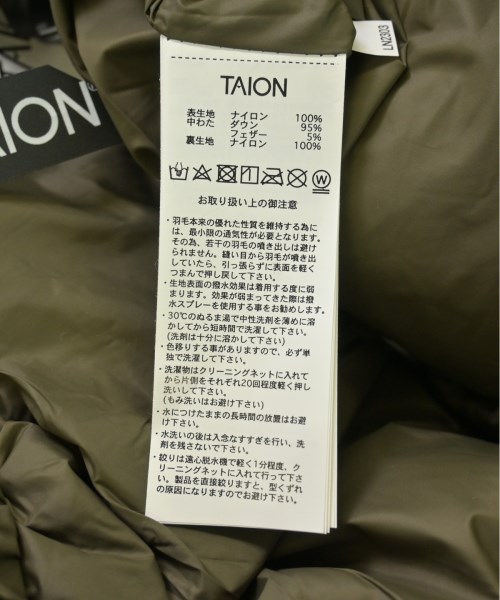 LN2303
TAION
AION
表生地 ナイロン 100%
中わた ダウン 95%
フェザー 5%
裏生地 ナイロン 100%
お取り扱い上の御注意
・羽毛本来の優れた性質を維持する為に
は、最小限の通気性が必要となります。
その為、若干の羽毛の噴き出しは避け
られません。縫い目から羽毛が噴き出
していたら、引っ張らずに表面を軽く
つまんで押し戻して下さい。
・生地表面の撥水効果は着用する度に弱
まります。効果が弱まってきた際は撥
水スプレーを使用する事をお勧めします。
・30℃のぬるま湯で中性洗剤を薄めに溶
かしてから短時間で洗濯して下さい。
(洗剤は十分に溶かして下さい)
・色移りする事がありますので、必ず単
独で洗濯して下さい。
・洗濯物はクリーニングネットに入れて
から片側をそれぞれ20回程度軽く押し
洗いして下さい。
(もみ洗いはお避け下さい)
・水につけたままの長時間の放置はお避
け下さい。
・水洗いの後は入念なすすぎを行い、洗
剤を残さないで下さい。
・絞りは遠心脱水機で軽く1分程度、ク
リーニングネットに入れて行って下さ
い。製品を直接絞りますと、型くずれ
の原因になりますのでお避け下さい。